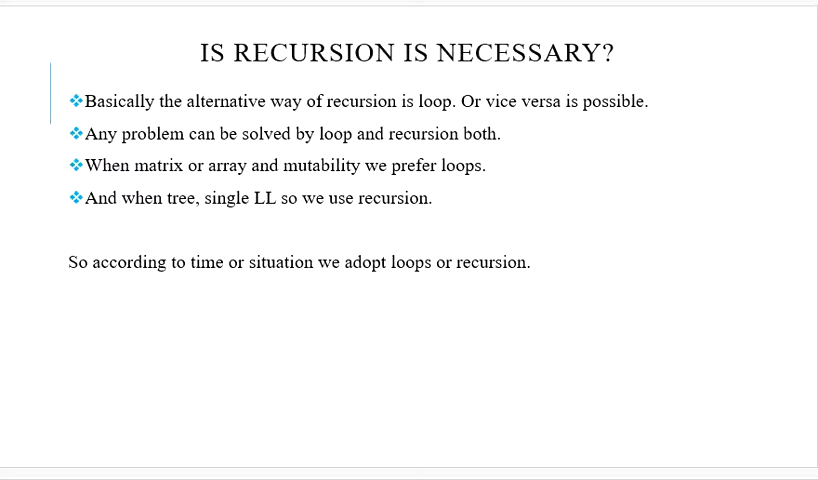 IS RECURSION IS NECESSARY?
Basically the alternative way of recursion is loop. Or vice versa is possible.
Any problem can be solved by loop and recursion both.
When matrix or array and mutability we prefer loops.
And when tree, single LL so we use recursion.
So according to time or situation we adopt loops or recursion.